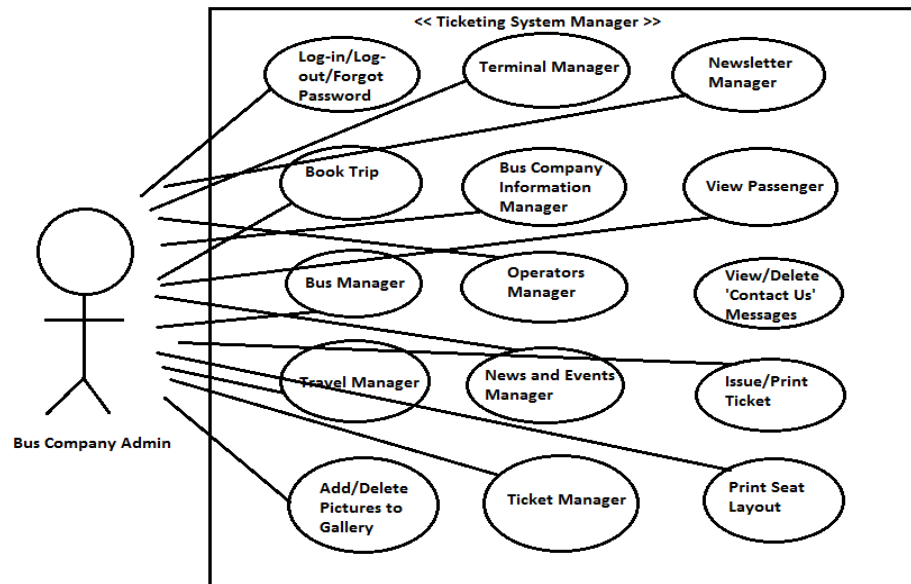 << Ticketing System Manager >>
Log-in/Log-
out/Forgot
Password
Terminal Manager
Newsletter
Manager
Book Trip
Bus Company
Information
Manager
View Passenger
Bus Manager
Operators
Manager
View/Delete
'Contact Us'
Messages
Travel Manager
News and Events
Manager
Issue/Print
Ticket
Bus Company Admin
Add/Delete
Pictures to
Gallery
Ticket Manager
Print Seat
Layout